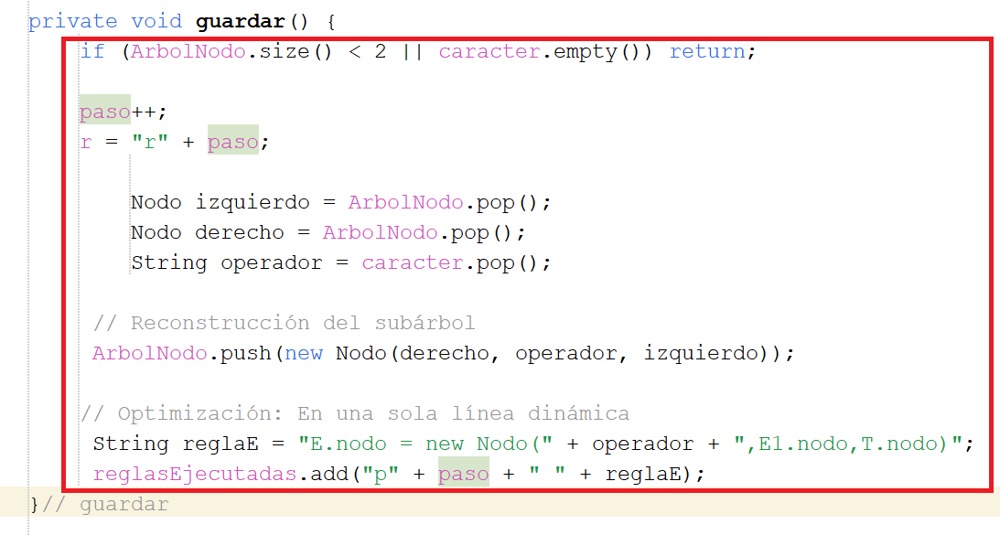 private void guardar() {
if (ArbolNodo.size() < 2 || caracter.empty()) return;
paso++;
r = "r" + paso;
Nodo izquierdo = ArbolNodo.pop();
Nodo derecho = ArbolNodo.pop();
String operador = caracter.pop();
// Reconstrucción del subárbol
ArbolNodo.push(new Nodo(derecho, operador, izquierdo));
// Optimización: En una sola línea dinámica
String reglaE = "E.nodo = new Nodo(" + operador + ",E1.nodo,T.nodo)";
reglasEjecutadas.add("p" + paso + " " + reglaE);
}// guardar